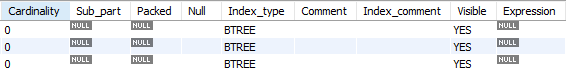 Cardinality Sub_part Packed Null Index_type Comment Index_comment Visible Expression
0 NULL NULL BTREE YES NULL
0 NULL NULL BTREE YES NULL
0 NULL NULL BTREE YES NULL